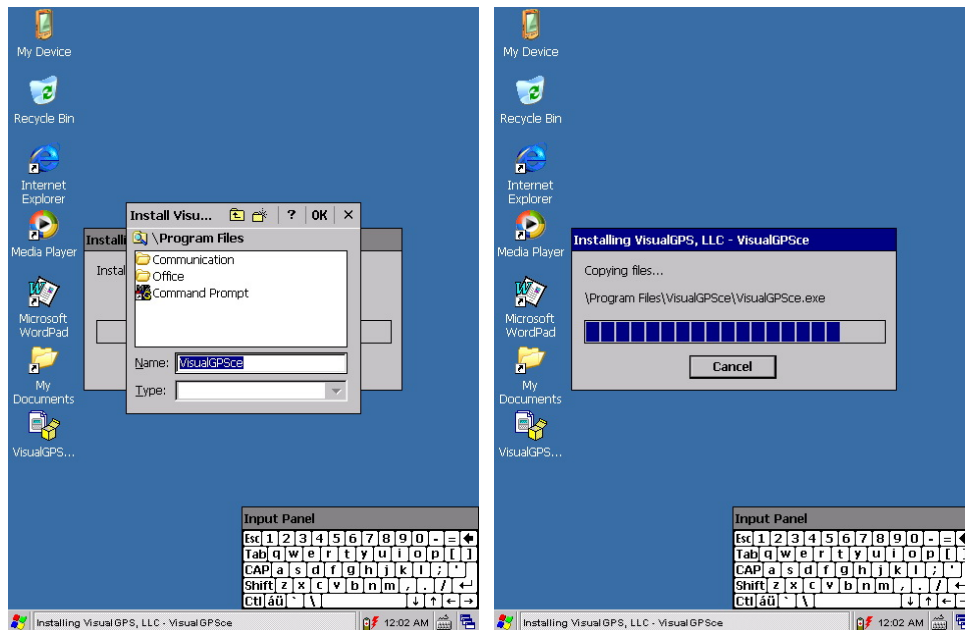 My Device
Recycle Bin
Internet
Explorer
Media Player
Microsoft
WordPad
My
Documents
VisualGPS...
Install Visu... ? OK ×
Installi
\Program Files
Instal
Communication
Office
Command Prompt
Name: VisualGPSce
Type:
Input Panel
Esc 1 2 3 4 5 6 7 8 9 0 - =
Tab q w e r t y u i o p [ ]
CAP a s d f g h j k l ; '
Shift z x c v b n m , . /
Ctl áü ` \
Installing VisualGPS, LLC - VisualGPSce 12:02 AM
My Device
Recycle Bin
Internet
Explorer
Media Player
Microsoft
WordPad
My
Documents
VisualGPS...
Installing VisualGPS, LLC - VisualGPSce
Copying files...
\Program Files\VisualGPSce\VisualGPSce.exe
Cancel
Input Panel
Esc 1 2 3 4 5 6 7 8 9 0 - =
Tab q w e r t y u i o p [
CAP a s d f g h j k l ; '
Shift z x c v b n m , . /
Ctl áü ` \
Installing VisualGPS, LLC - VisualGPSce 12:02 AM